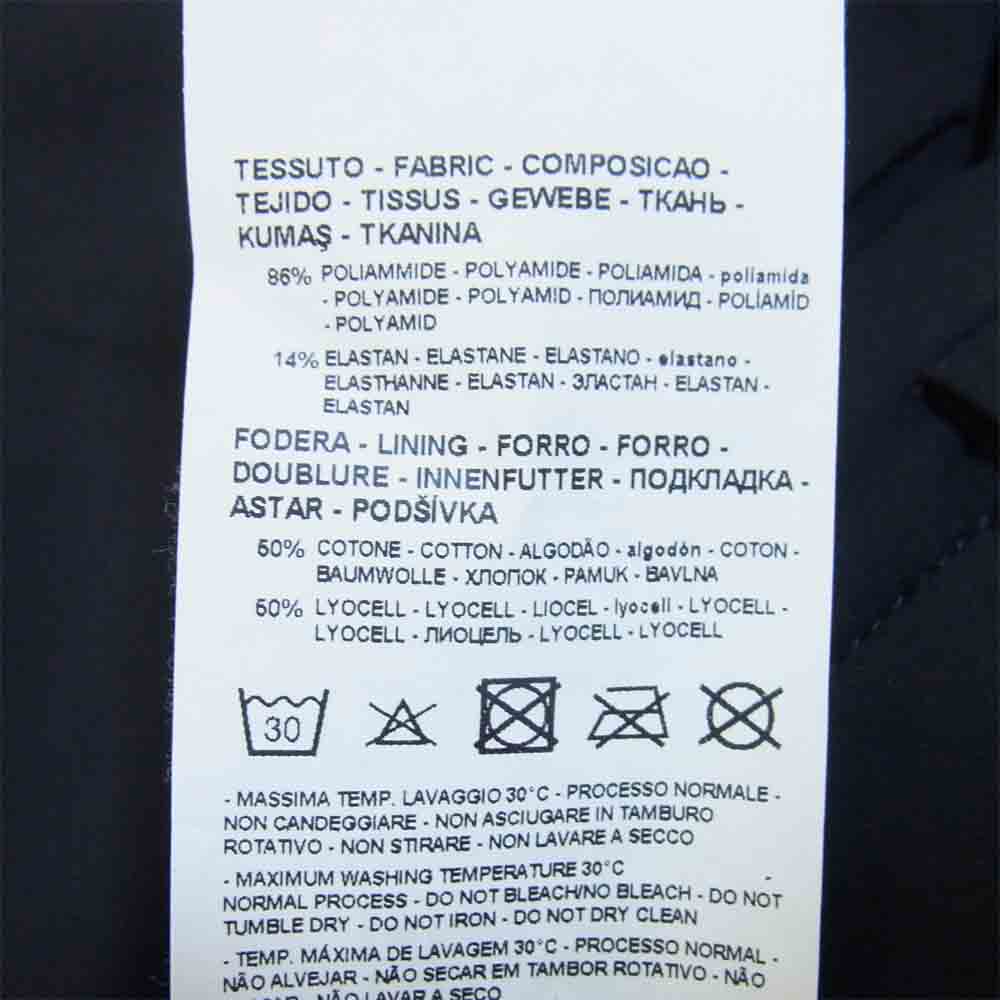 TESSUTO - FABRIC - COMPOSICAO -
TEJIDO - TISSUS - GEWEBE - ТКАНЬ -
KUMAŞ - TKANINA
86% POLIAMMIDE - POLYAMIDE - POLIAMIDA - poliamida
- POLYAMIDE - POLYAMID - ПОЛИАМИД - POLİAMİD
- POLYAMID
14% ELASTAN - ELASTANE - ELASTANO - elastano -
ELASTHANNE - ELASTAN - ЭЛАСТАН - ELASTAN -
ELASTAN
FODERA - LINING - FORRO - FORRO -
DOUBLURE - INNENFUTTER - ПОДКЛАДКА -
ASTAR - PODŠÍVKA
50% COTONE - COTTON - ALGODÃO - algodón - COTON -
BAUMWOLLE - ХЛОПОК - PAMUK - BAVLNA
50% LYOCELL - LYOCELL - LIOCEL - lyocell - LYOCELL -
LYOCELL - ЛИОЦЕЛЬ - LYOCELL - LYOCELL
30
- MASSIMA TEMP. LAVAGGIO 30°C - PROCESSO NORMALE -
NON CANDEGGIARE - NON ASCIUGARE IN TAMBURO
ROTATIVO - NON STIRARE - NON LAVARE A SECCO
- MAXIMUM WASHING TEMPERATURE 30°C
NORMAL PROCESS - DO NOT BLEACH/NO BLEACH - DO NOT
TUMBLE DRY - DO NOT IRON - DO NOT DRY CLEAN
- TEMP. MÁXIMA DE LAVAGEM 30°C - PROCESSO NORMAL -
NÃO ALVEJAR - NÃO SECAR EM TAMBOR ROTATIVO - NÃO
NÃO LAVAR A SECO